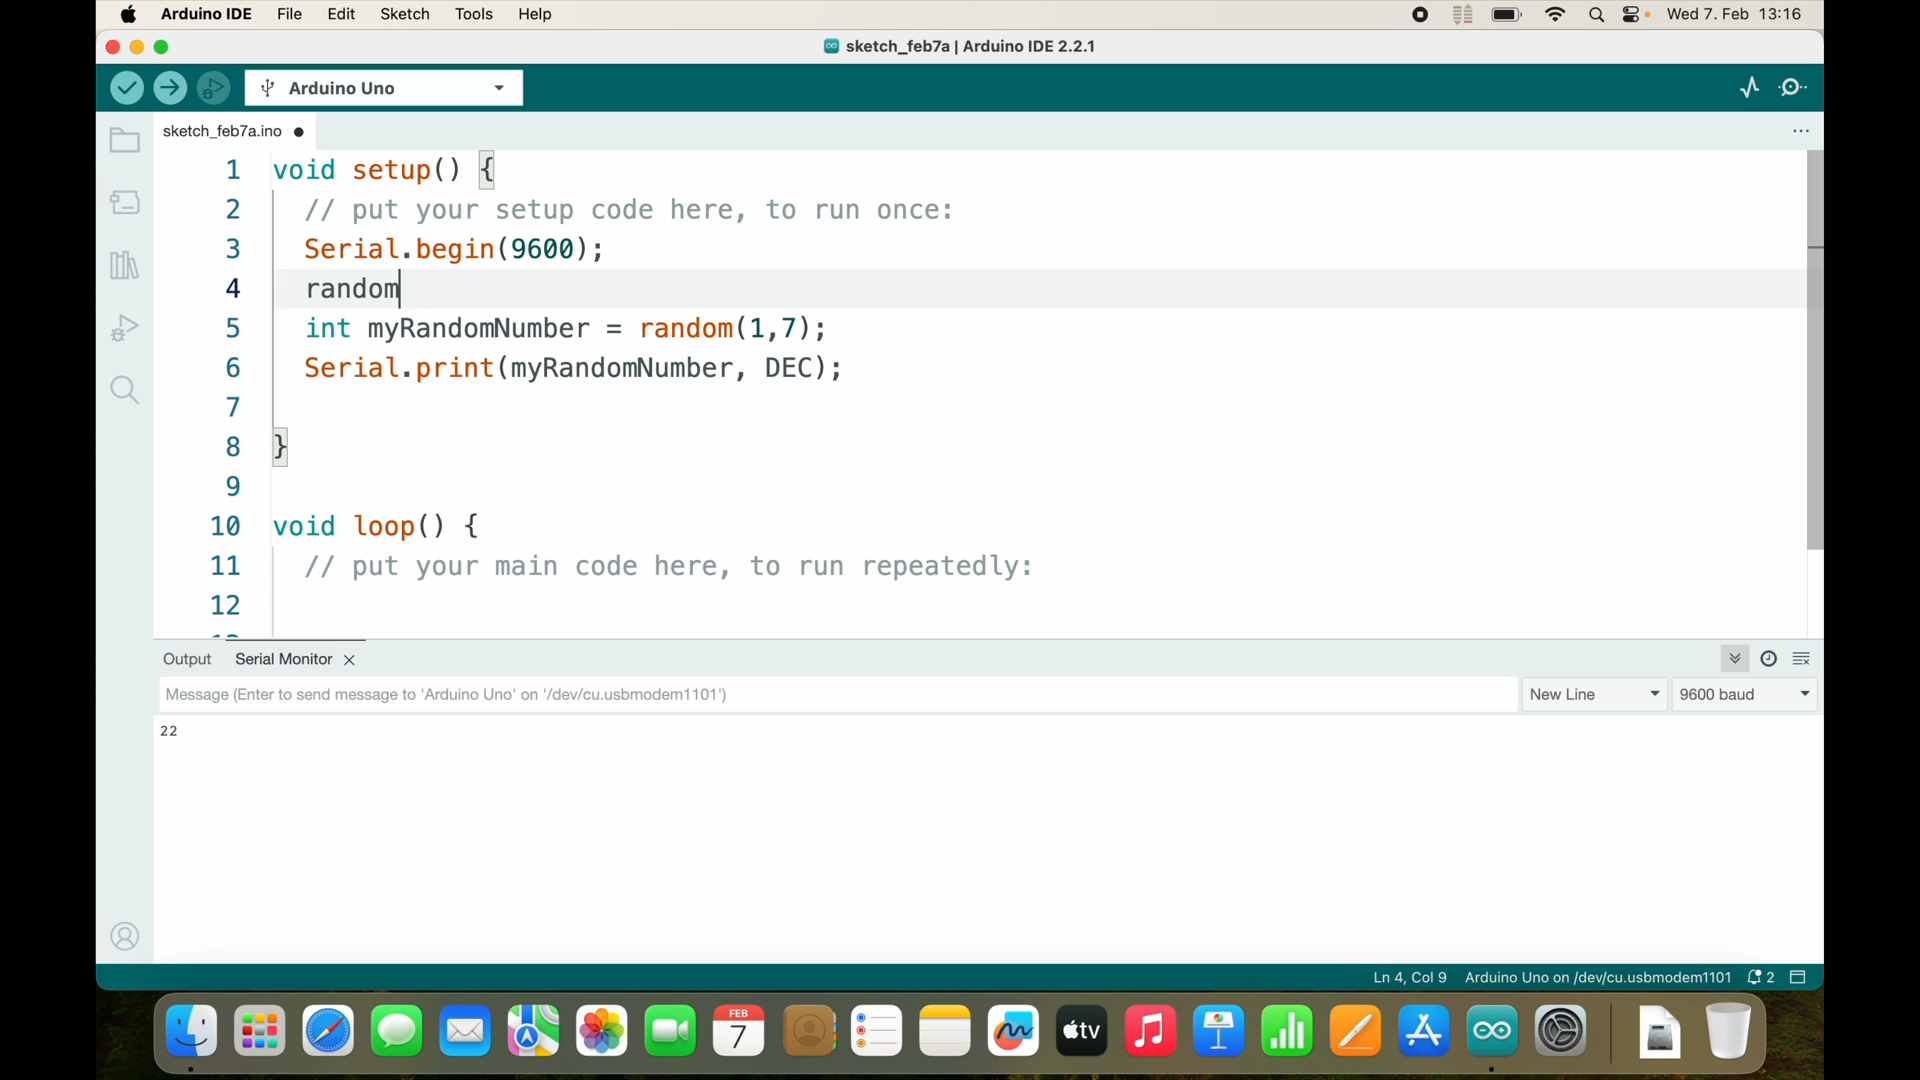 Arduino IDE File Edit Sketch Tools Help Wed 7. Feb 13:16
sketch_feb7a | Arduino IDE 2.2.1
Arduino Uno
sketch_feb7a.ino
1 void setup() {
2 // put your setup code here, to run once:
3 Serial.begin(9600);
4 random
5 int myRandomNumber = random(1,7);
6 Serial.print(myRandomNumber, DEC);
7
8 }
9
10 void loop() {
11 // put your main code here, to run repeatedly:
12
Output Serial Monitor
Message (Enter to send message to 'Arduino Uno' on '/dev/cu.usbmodem1101') New Line 9600 baud
22
Ln 4, Col 9 Arduino Uno on /dev/cu.usbmodem1101 2
FEB
7
tv